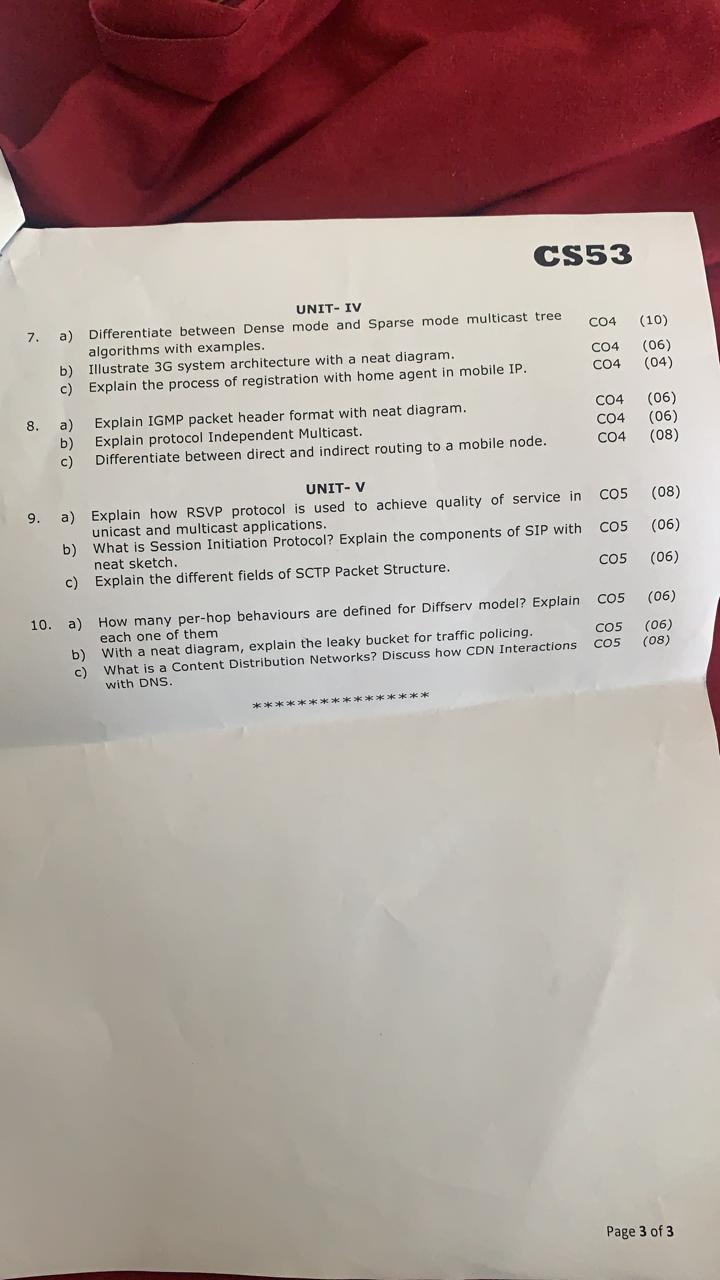 CS53
UNIT- IV
7. a) Differentiate between Dense mode and Sparse mode multicast tree CO4 (10)
algorithms with examples.
b) Illustrate 3G system architecture with a neat diagram. CO4 (06)
c) Explain the process of registration with home agent in mobile IP. CO4 (04)
8. a) Explain IGMP packet header format with neat diagram. CO4 (06)
b) Explain protocol Independent Multicast. CO4 (06)
c) Differentiate between direct and indirect routing to a mobile node. CO4 (08)
UNIT- V
9. a) Explain how RSVP protocol is used to achieve quality of service in CO5 (08)
unicast and multicast applications.
b) What is Session Initiation Protocol? Explain the components of SIP with CO5 (06)
neat sketch.
c) Explain the different fields of SCTP Packet Structure. CO5 (06)
10. a) How many per-hop behaviours are defined for Diffserv model? Explain CO5 (06)
each one of them
b) With a neat diagram, explain the leaky bucket for traffic policing. CO5 (06)
c) What is a Content Distribution Networks? Discuss how CDN Interactions CO5 (08)
with DNS.
****************
Page 3 of 3